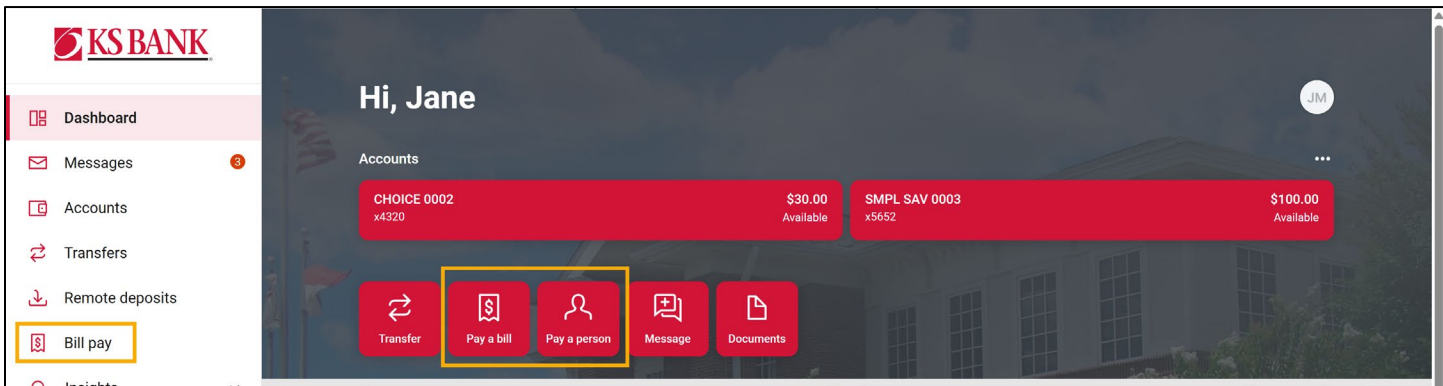 KS BANK
Dashboard
Messages 3
Accounts
Transfers
Remote deposits
Bill pay
Insights
Hi, Jane
JM
Accounts
CHOICE 0002 $30.00
x4320 Available
SMPL SAV 0003 $100.00
x5652 Available
Transfer
Pay a bill
Pay a person
Message
Documents